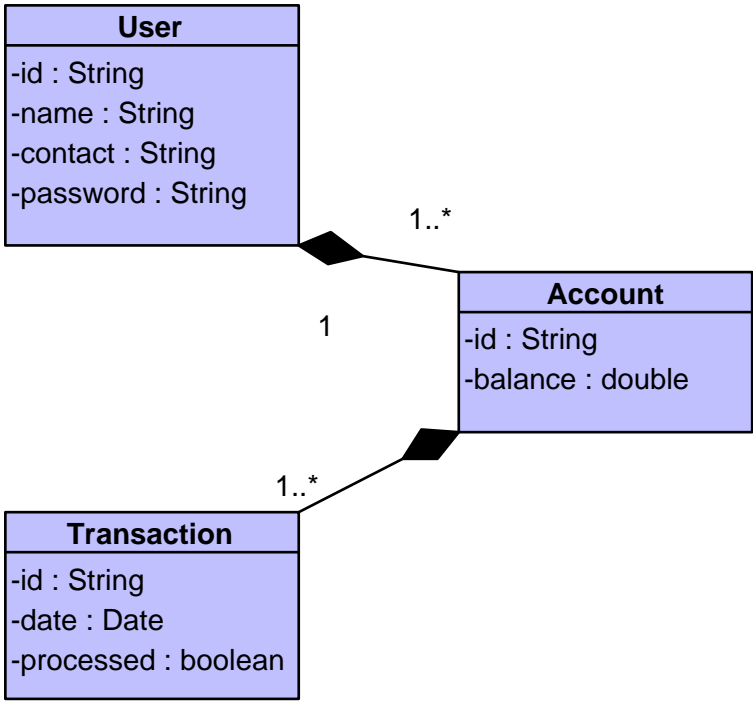 User
-id : String
-name : String
-contact : String
-password : String
1..*
1
Account
-id : String
-balance : double
1..*
Transaction
-id : String
-date : Date
-processed : boolean